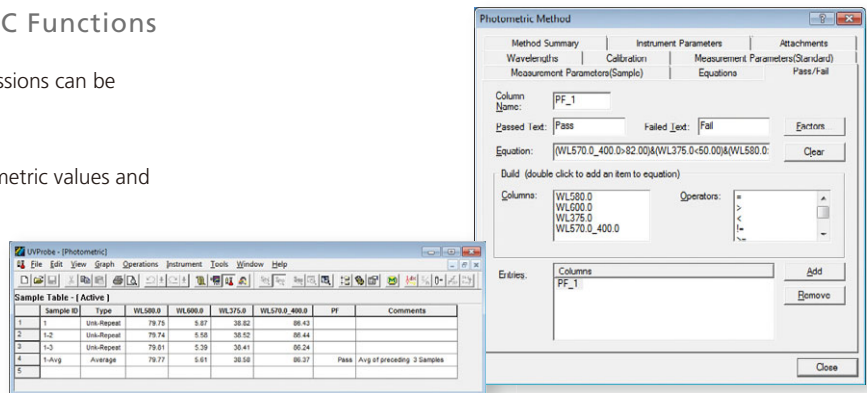 C Functions
ssions can be
metric values and
Photometric Method
Method Summary Instrument Parameters Attachments
Wavelengths Calibration Measurement Parameters(Standard)
Measurement Parameters(Sample) Equations Pass/Fail
Column Name: PF_1
Passed Text: Pass Failed Text: Fail Factors...
Equation: (WL570.0_400.0>82.00)&(WL375.0<50.00)&(WL580.0: Clear
Build (double click to add an item to equation)
Columns: WL580.0 Operators: =
WL600.0 >
WL375.0 <
WL570.0_400.0 !=
>=
Entries: Columns Add
PF_1 Remove
Close
UVProbe - [Photometric]
File Edit View Graph Operations Instrument Tools Window Help
Sample Table - [ Active ]
Sample ID Type WL580.0 WL600.0 WL375.0 WL570.0_400.0 PF Comments
1 1 Unk-Repeat 79.75 5.87 38.82 86.43
2 1-2 Unk-Repeat 79.74 5.58 38.52 86.44
3 1-3 Unk-Repeat 79.81 5.39 38.41 86.24
4 1-Avg Average 79.77 5.61 38.58 86.37 Pass Avg of preceding 3 Samples
5